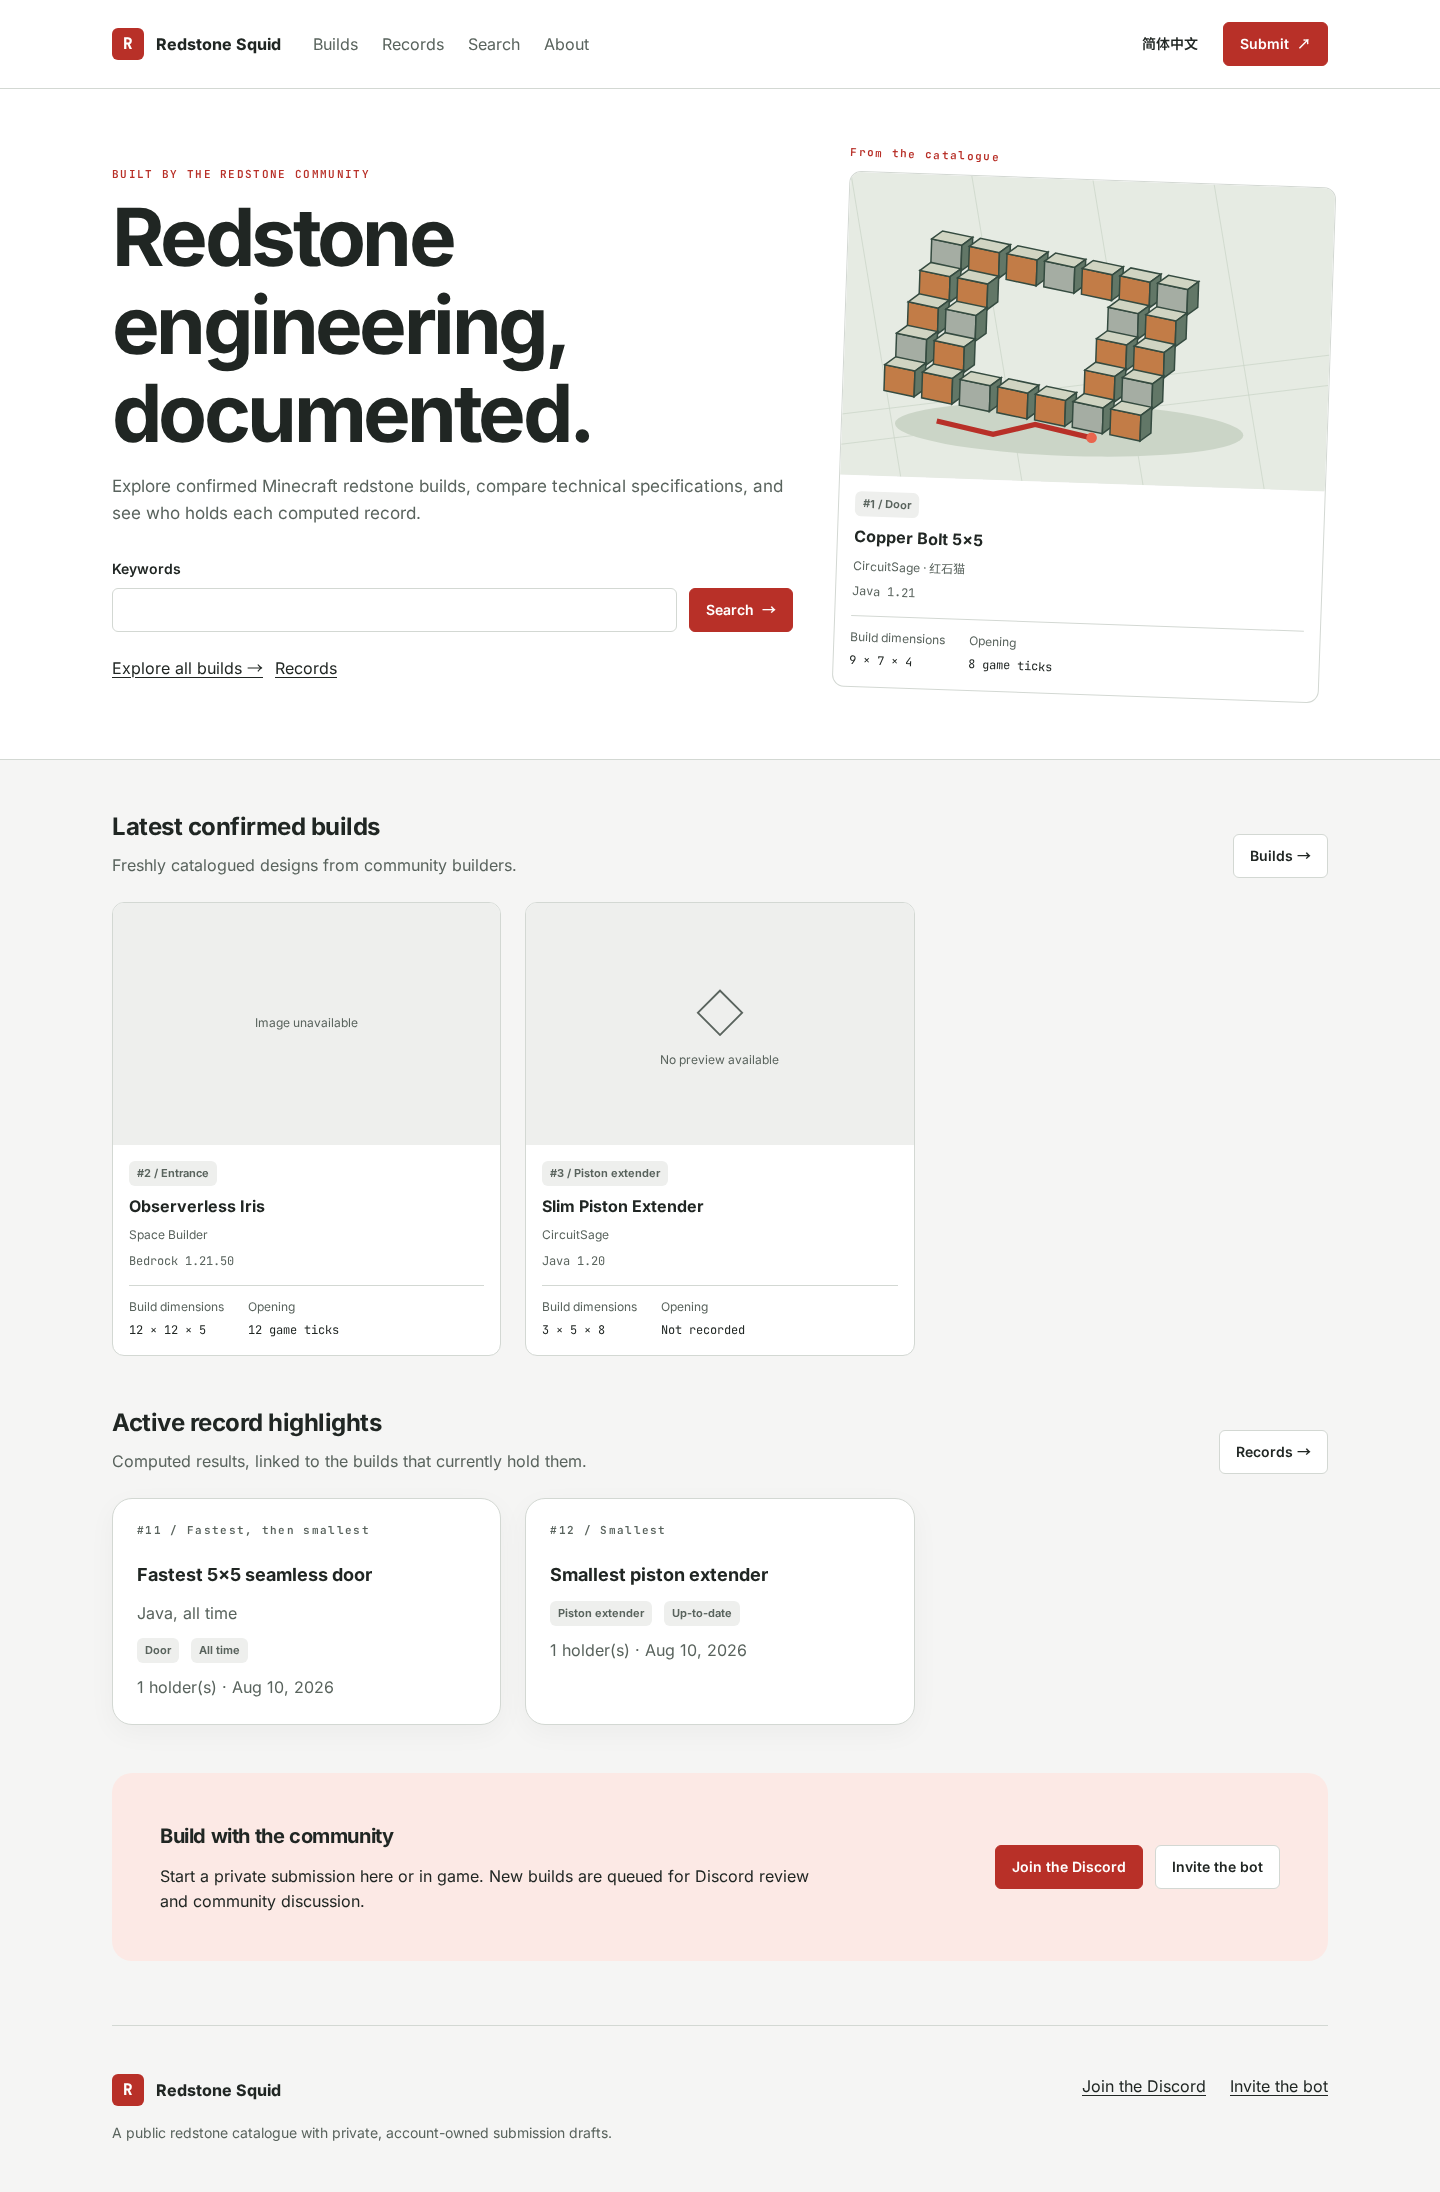 R Redstone Squid Builds Records Search About 简体中文 Submit ↗
BUILT BY THE REDSTONE COMMUNITY
Redstone
engineering,
documented.
Explore confirmed Minecraft redstone builds, compare technical specifications, and
see who holds each computed record.
Keywords
Search →
Explore all builds → Records
From the catalogue
#1 / Door
Copper Bolt 5×5
CircuitSage · 红石猫
Java 1.21
Build dimensions Opening
9 × 7 × 4 8 game ticks
Latest confirmed builds
Freshly catalogued designs from community builders.
Builds →
Image unavailable
#2 / Entrance
Observerless Iris
Space Builder
Bedrock 1.21.50
Build dimensions Opening
12 × 12 × 5 12 game ticks
No preview available
#3 / Piston extender
Slim Piston Extender
CircuitSage
Java 1.20
Build dimensions Opening
3 × 5 × 8 Not recorded
Active record highlights
Computed results, linked to the builds that currently hold them.
Records →
#11 / Fastest, then smallest
Fastest 5×5 seamless door
Java, all time
Door All time
1 holder(s) · Aug 10, 2026
#12 / Smallest
Smallest piston extender
Piston extender Up-to-date
1 holder(s) · Aug 10, 2026
Build with the community
Start a private submission here or in game. New builds are queued for Discord review
and community discussion.
Join the Discord Invite the bot
R Redstone Squid
A public redstone catalogue with private, account-owned submission drafts.
Join the Discord Invite the bot